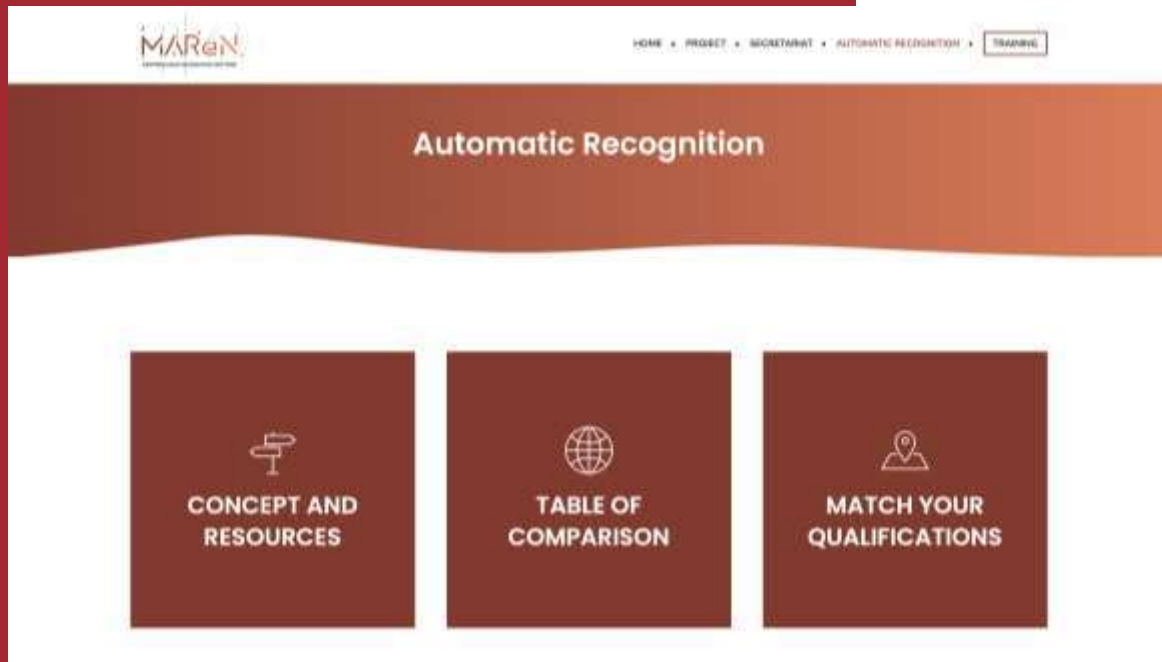 MAReN
HOME • PROJECT • SECRETARIAT • AUTOMATIC RECOGNITION • TRAINING
Automatic Recognition
CONCEPT AND
RESOURCES
TABLE OF
COMPARISON
MATCH YOUR
QUALIFICATIONS